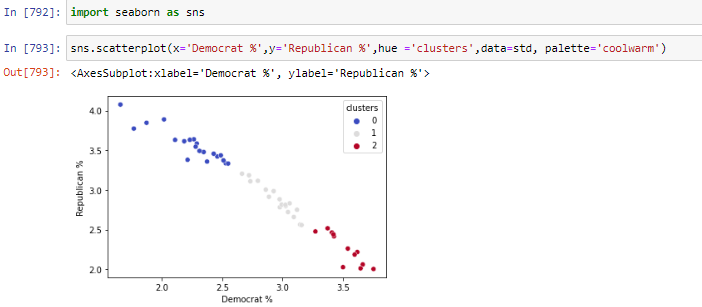 In [792]: import seaborn as sns
In [793]: sns.scatterplot(x='Democrat %',y='Republican %',hue ='clusters',data=std, palette='coolwarm')
Out[793]: <AxesSubplot:xlabel='Democrat %', ylabel='Republican %'>
clusters
0
1
2
4.0
3.5
3.0
2.5
2.0
Republican %
2.0 2.5 3.0 3.5
Democrat %